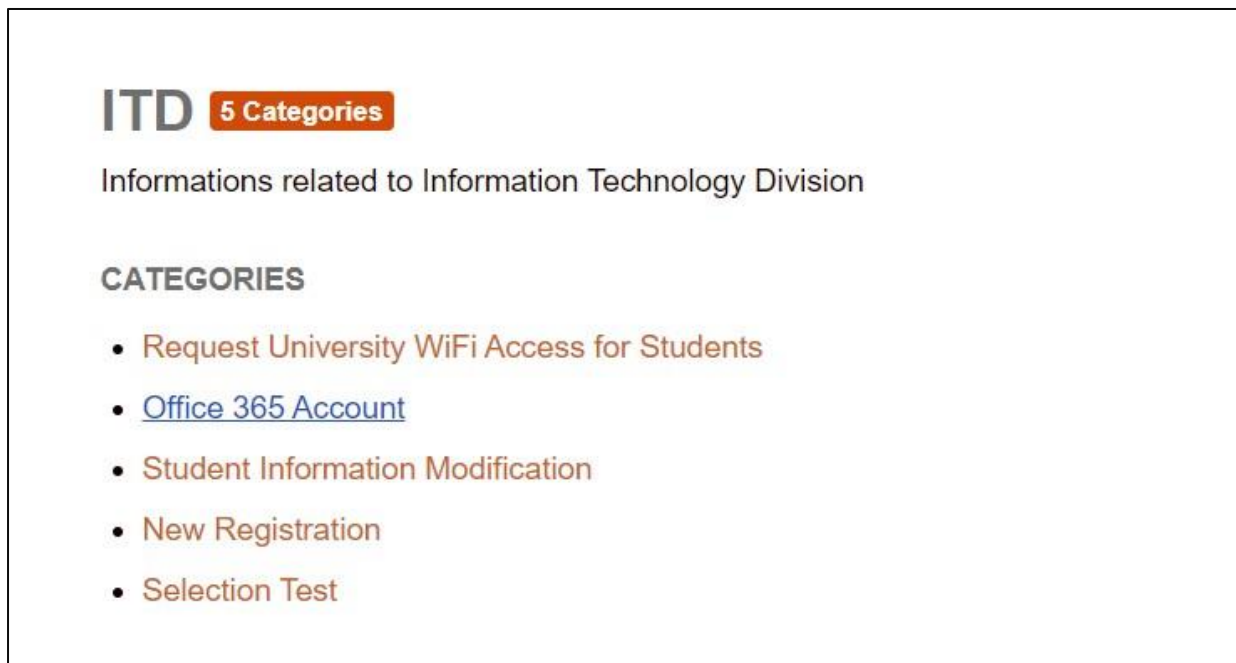 ITD 5 Categories
Informations related to Information Technology Division
CATEGORIES
Request University WiFi Access for Students
Office 365 Account
Student Information Modification
New Registration
Selection Test